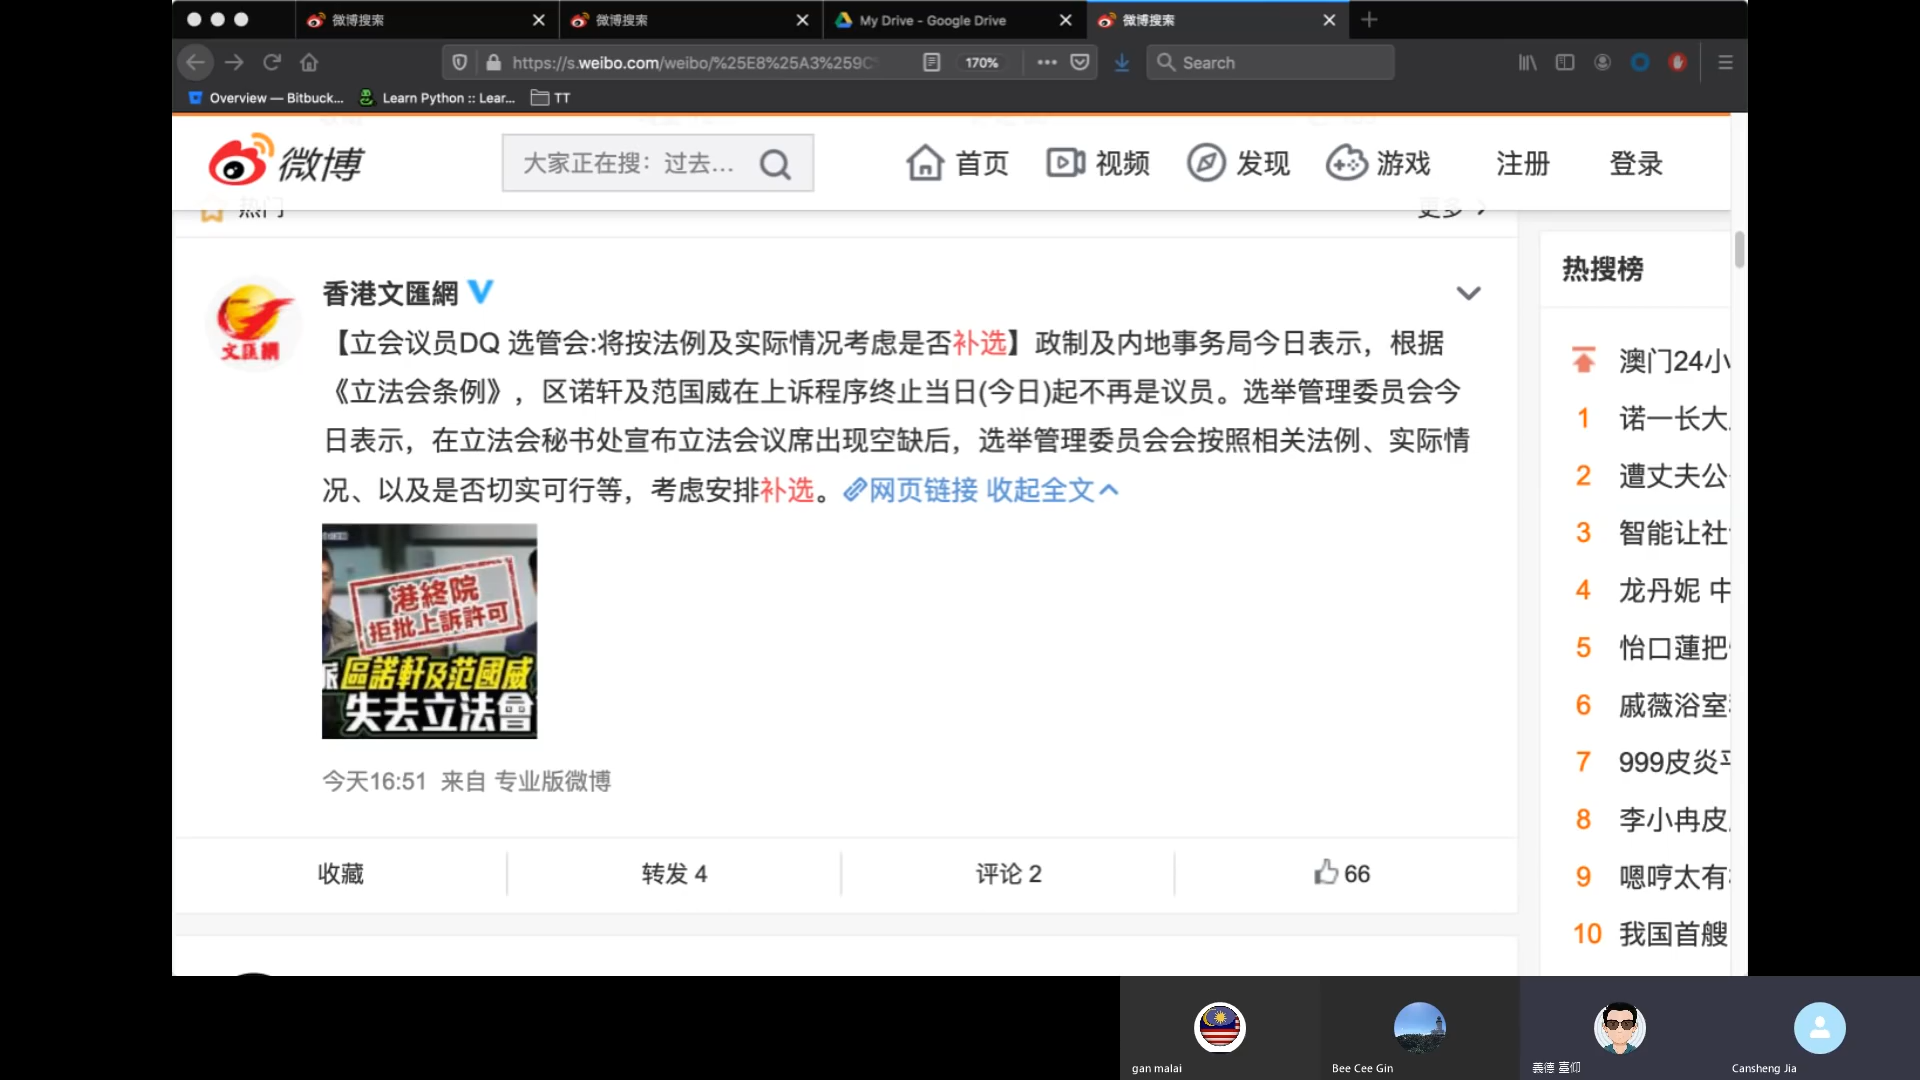 微博搜索
微博搜索
My Drive - Google Drive
微博搜索
https://s.weibo.com/weibo/%25E8%25A3%259C
170%
Search
Overview — Bitbuck...
Learn Python :: Lear...
TT
微博
大家正在搜：过去...
首页
视频
发现
游戏
注册
登录
热门
更多
香港文匯網
【立会议员DQ 选管会:将按法例及实际情况考虑是否补选】政制及内地事务局今日表示，根据
《立法会条例》，区诺轩及范国威在上诉程序终止当日(今日)起不再是议员。选举管理委员会今
日表示，在立法会秘书处宣布立法会议席出现空缺后，选举管理委员会会按照相关法例、实际情
况、以及是否切实可行等，考虑安排补选。网页链接 收起全文
文匯網
港終院
拒批上訴許可
區諾軒及范國威
失去立法會
今天16:51 来自 专业版微博
收藏
转发 4
评论 2
66
热搜榜
澳门24小
1 诺一长大
2 遭丈夫公
3 智能让社
4 龙丹妮 中
5 怡口蓮把
6 戚薇浴室
7 999皮炎平
8 李小冉皮
9 嗯哼太有
10 我国首艘
gan malai
Bee Cee Gin
義德 臺仰
Cansheng Jia